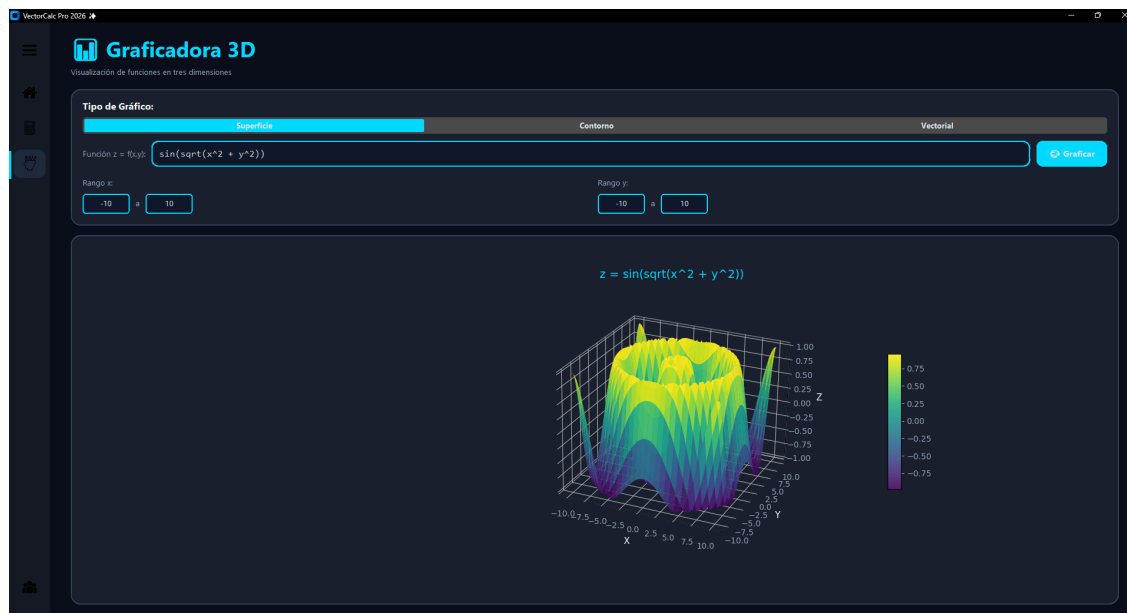 VectorCalc Pro 2026
Graficadora 3D
Visualización de funciones en tres dimensiones
Tipo de Gráfico:
Superficie Contorno Vectorial
Función z = f(x,y): sin(sqrt(x^2 + y^2)) Graficar
Rango x: Rango y:
-10 a 10 -10 a 10
z = sin(sqrt(x^2 + y^2))
1.00
0.75
0.50
0.25
0.00
−0.25
−0.50
−0.75
−1.00
Z
0.75
0.50
0.25
0.00
−0.25
−0.50
−0.75
10.0
7.5
5.0
2.5
0.0
−2.5
−5.0
−7.5
−10.0
Y
−10.0
−7.5
−5.0
−2.5
0.0
2.5
5.0
7.5
10.0
X